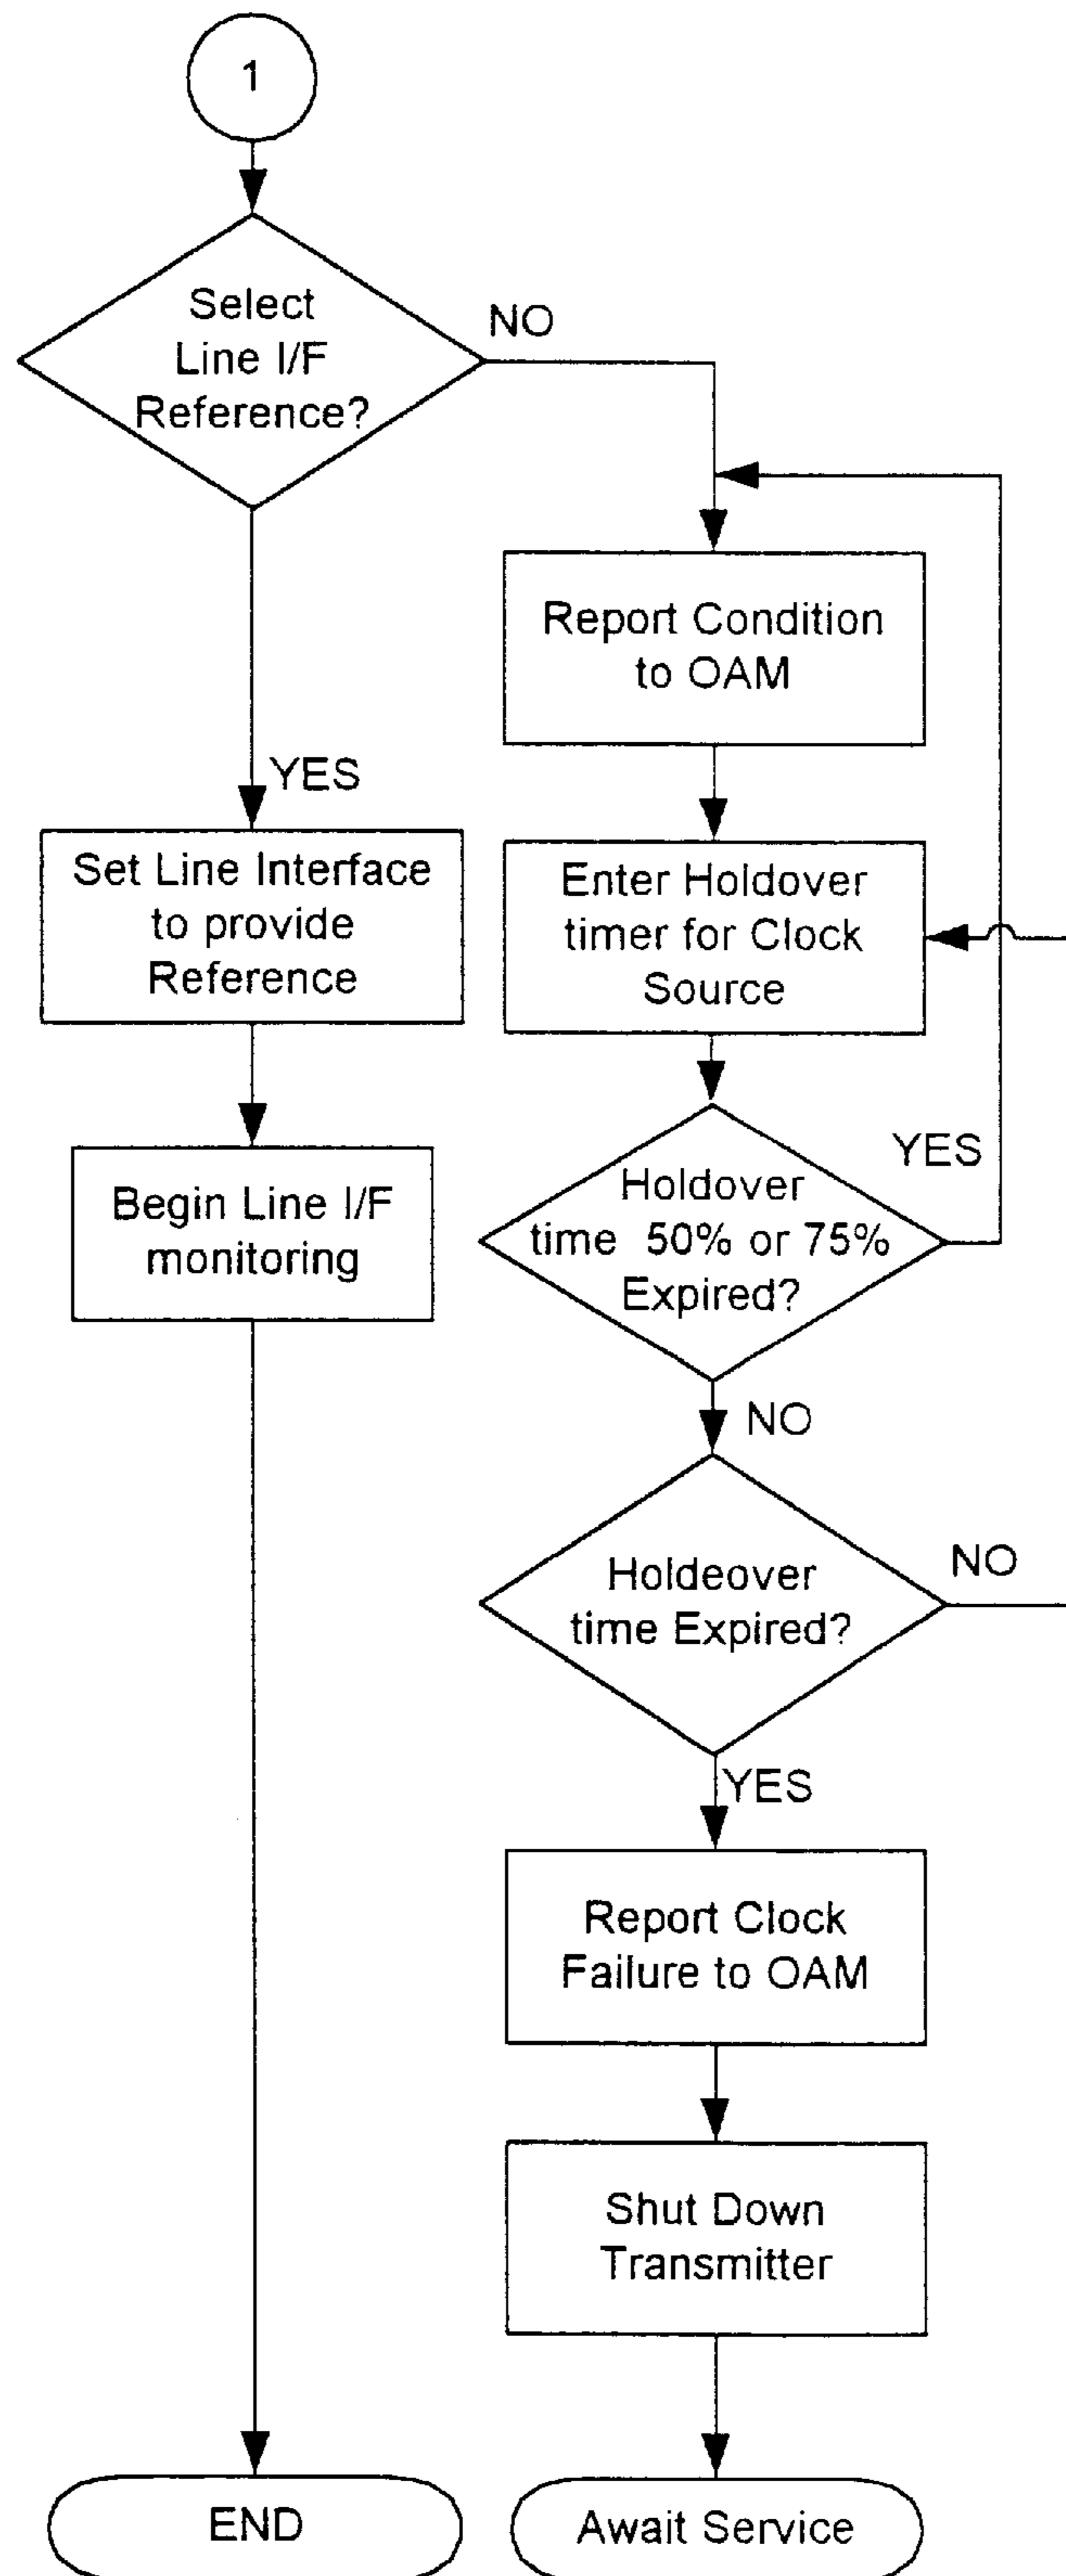 1
Select
Line I/F
Reference?
NO
YES
Set Line Interface
to provide
Reference
Begin Line I/F
monitoring
END
Report Condition
to OAM
Enter Holdover
timer for Clock
Source
YES
Holdover
time 50% or 75%
Expired?
NO
Holdeover
time Expired?
NO
YES
Report Clock
Failure to OAM
Shut Down
Transmitter
Await Service